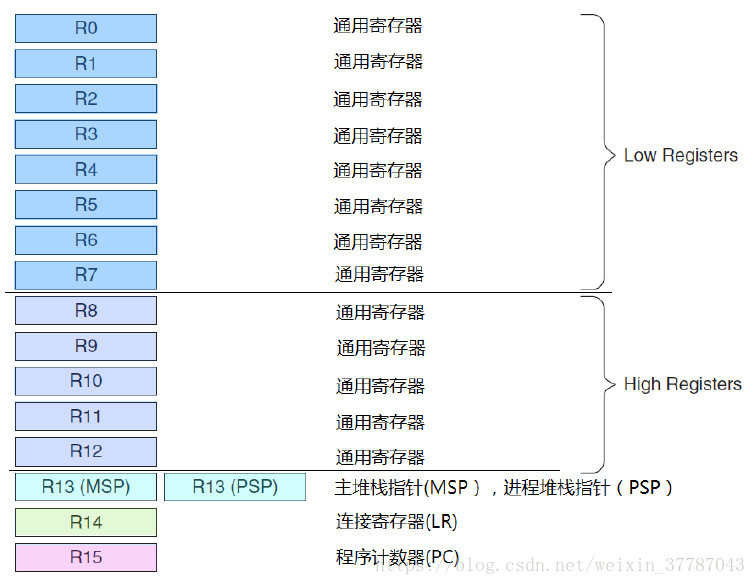 R0 通用寄存器
R1 通用寄存器
R2 通用寄存器
R3 通用寄存器
R4 通用寄存器
R5 通用寄存器
R6 通用寄存器
R7 通用寄存器
Low Registers
R8 通用寄存器
R9 通用寄存器
R10 通用寄存器
R11 通用寄存器
R12 通用寄存器
High Registers
R13 (MSP) R13 (PSP) 主堆栈指针(MSP），进程堆栈指针（PSP）
R14 连接寄存器(LR)
R15 程序计数器(PC)
https://blog.csdn.net/weixin_37787043